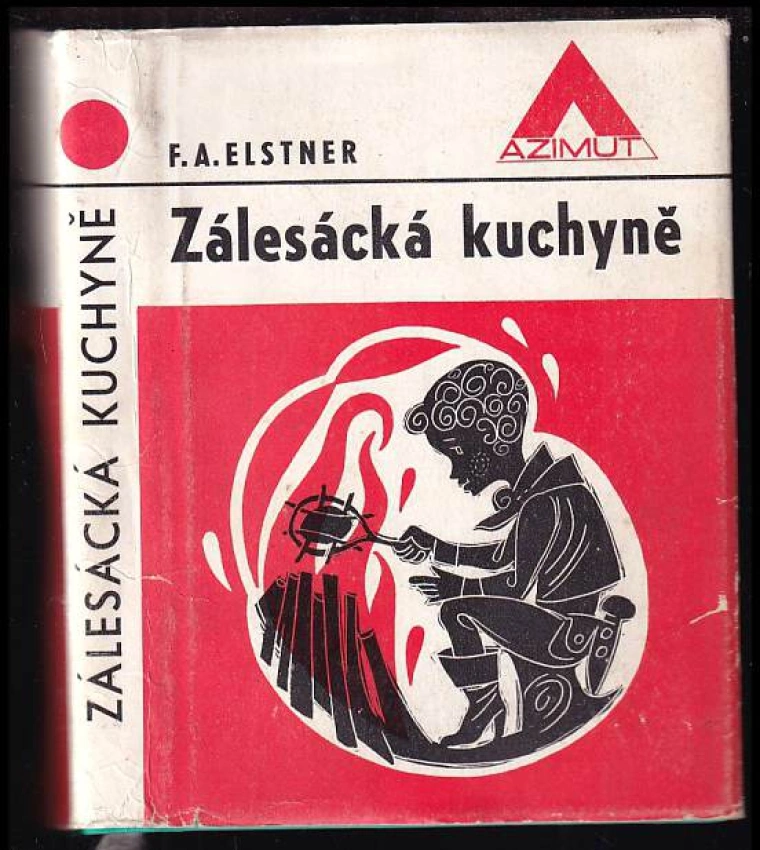 F. A. ELSTNER
AZIMUT
Zálesácká kuchyně
ZÁLESÁCKÁ KUCHYNĚ